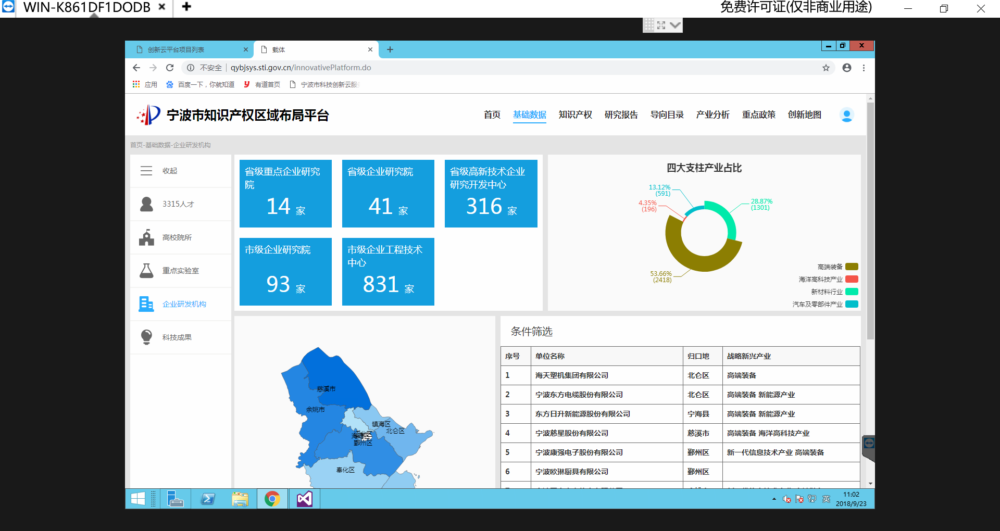 WIN-K861DF1DODB
免费许可证(仅非商业用途)
创新云平台项目列表
载体
不安全
qybjsys.sti.gov.cn/innovativePlatform.do
应用
百度一下，你就知道
有道首页
宁波市科技创新云服
宁波市知识产权区域布局平台
首页
基础数据
知识产权
研究报告
导向目录
产业分析
重点政策
创新地图
首页-基础数据-企业研发机构
收起
3315人才
高校院所
重点实验室
企业研发机构
科技成果
省级重点企业研究
院
14 家
省级企业研究院
41 家
省级高新技术企业
研究开发中心
316 家
市级企业研究院
93 家
市级企业工程技术
中心
831 家
四大支柱产业占比
13.12%
(591)
4.35%
(196)
28.87%
(1301)
53.66%
(2418)
高端装备
海洋高科技产业
新材料行业
汽车及零部件产业
慈溪市
余姚市
镇海区
北仑区
鄞州区
奉化区
条件筛选
序号 单位名称 归口地 战略新兴产业
1 海天塑机集团有限公司 北仑区 高端装备
2 宁波东方电缆股份有限公司 北仑区 高端装备 新能源产业
3 东方日升新能源股份有限公司 宁海县 高端装备 新能源产业
4 宁波慈星股份有限公司 慈溪市 高端装备 海洋高科技产业
5 宁波康强电子股份有限公司 鄞州区 新一代信息技术产业 高端装备
6 宁波欧琳厨具有限公司 鄞州区
英
11:02
2018/9/23